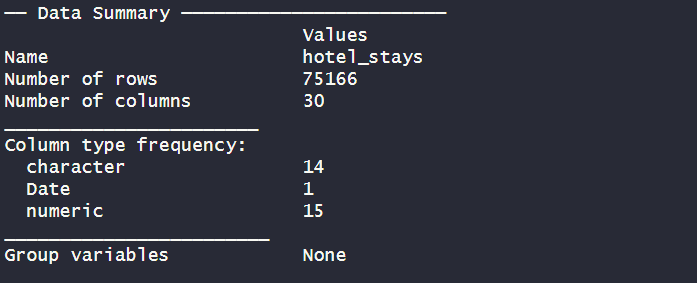 ── Data Summary ────────────────────────
Values
Name hotel_stays
Number of rows 75166
Number of columns 30
_______________________
Column type frequency:
character 14
Date 1
numeric 15
________________________
Group variables None